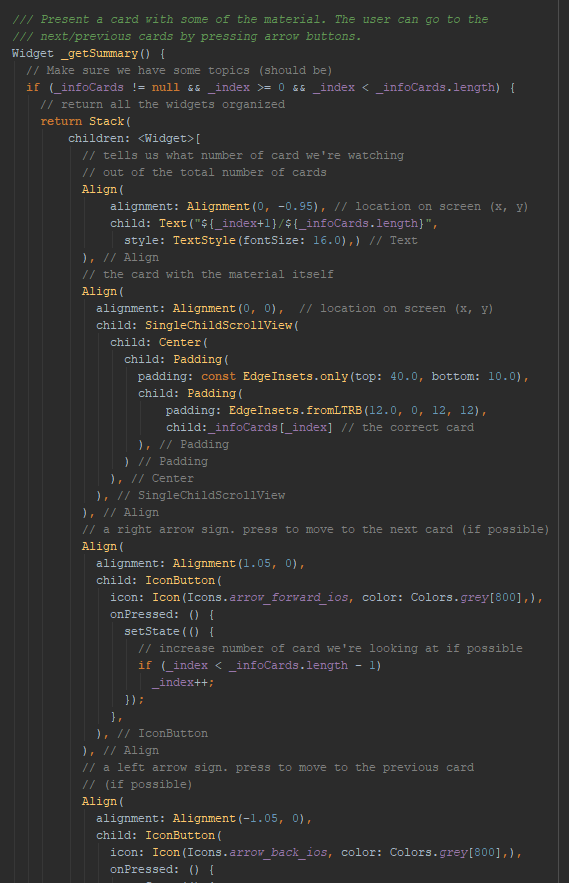 /// Present a card with some of the material. The user can go to the
/// next/previous cards by pressing arrow buttons.
Widget _getSummary() {
  // Make sure we have some topics (should be)
  if (_infoCards != null && _index >= 0 && _index < _infoCards.length) {
    // return all the widgets organized
    return Stack(
        children: <Widget>[
          // tells us what number of card we're watching
          // out of the total number of cards
          Align(
              alignment: Alignment(0, -0.95), // location on screen (x, y)
              child: Text("${_index+1}/${_infoCards.length}",
                style: TextStyle(fontSize: 16.0),) // Text
          ), // Align
          // the card with the material itself
          Align(
            alignment: Alignment(0, 0),  // location on screen (x, y)
            child: SingleChildScrollView(
              child: Center(
                child: Padding(
                  padding: const EdgeInsets.only(top: 40.0, bottom: 10.0),
                  child: Padding(
                      padding: EdgeInsets.fromLTRB(12.0, 0, 12, 12),
                      child:_infoCards[_index] // the correct card
                  ), // Padding
                ) // Padding
              ), // Center
            ), // SingleChildScrollView
          ), // Align
          // a right arrow sign. press to move to the next card (if possible)
          Align(
            alignment: Alignment(1.05, 0),
            child: IconButton(
              icon: Icon(Icons.arrow_forward_ios, color: Colors.grey[800],),
              onPressed: () {
                setState(() {
                  // increase number of card we're looking at if possible
                  if (_index < _infoCards.length - 1)
                    _index++;
                });
              },
            ), // IconButton
          ), // Align
          // a left arrow sign. press to move to the previous card
          // (if possible)
          Align(
            alignment: Alignment(-1.05, 0),
            child: IconButton(
              icon: Icon(Icons.arrow_back_ios, color: Colors.grey[800],),
              onPressed: () {